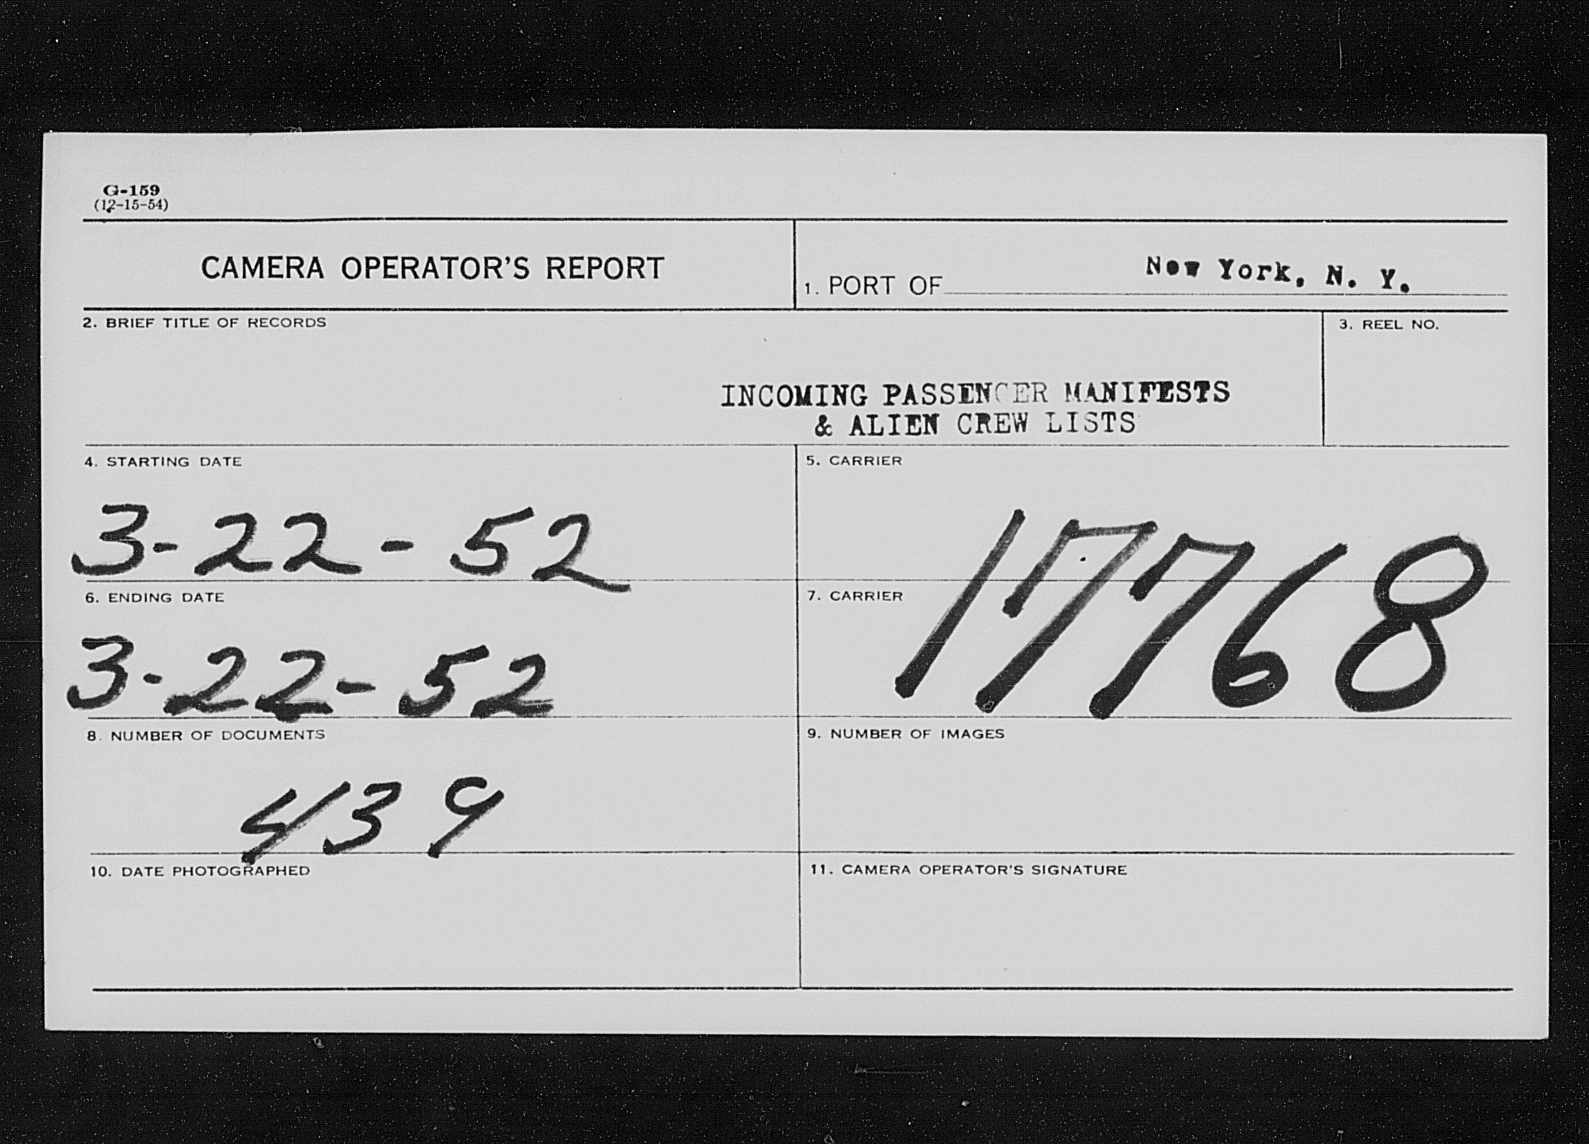 G-159
(12-15-54)
CAMERA OPERATOR'S REPORT
1. PORT OF New York, N. Y.
2. BRIEF TITLE OF RECORDS
3. REEL NO.
INCOMING PASSENGER MANIFESTS
& ALIEN CREW LISTS
4. STARTING DATE
3-22-52
5. CARRIER
17768
6. ENDING DATE
3-22-52
7. CARRIER
8. NUMBER OF DOCUMENTS
439
9. NUMBER OF IMAGES
10. DATE PHOTOGRAPHED
11. CAMERA OPERATOR'S SIGNATURE